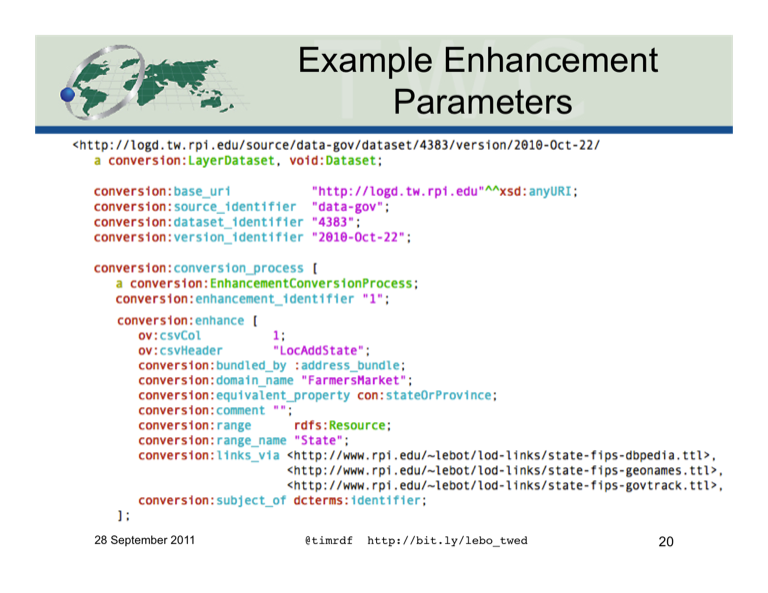 TWC
Example Enhancement
Parameters
<http://logd.tw.rpi.edu/source/data-gov/dataset/4383/version/2010-Oct-22/
a conversion:LayerDataset, void:Dataset;
conversion:base_uri "http://logd.tw.rpi.edu"^^xsd:anyURI;
conversion:source_identifier "data-gov";
conversion:dataset_identifier "4383";
conversion:version_identifier "2010-Oct-22";
conversion:conversion_process [
a conversion:EnhancementConversionProcess;
conversion:enhancement_identifier "1";
conversion:enhance [
ov:csvCol 1;
ov:csvHeader "LocAddState";
conversion:bundled_by :address_bundle;
conversion:domain_name "FarmersMarket";
conversion:equivalent_property con:stateOrProvince;
conversion:comment "";
conversion:range rdfs:Resource;
conversion:range_name "State";
conversion:links_via <http://www.rpi.edu/~lebot/lod-links/state-fips-dbpedia.ttl>,
<http://www.rpi.edu/~lebot/lod-links/state-fips-geonames.ttl>,
<http://www.rpi.edu/~lebot/lod-links/state-fips-govtrack.ttl>,
conversion:subject_of dcterms:identifier;
];
28 September 2011 @timrdf http://bit.ly/lebo_twed 20